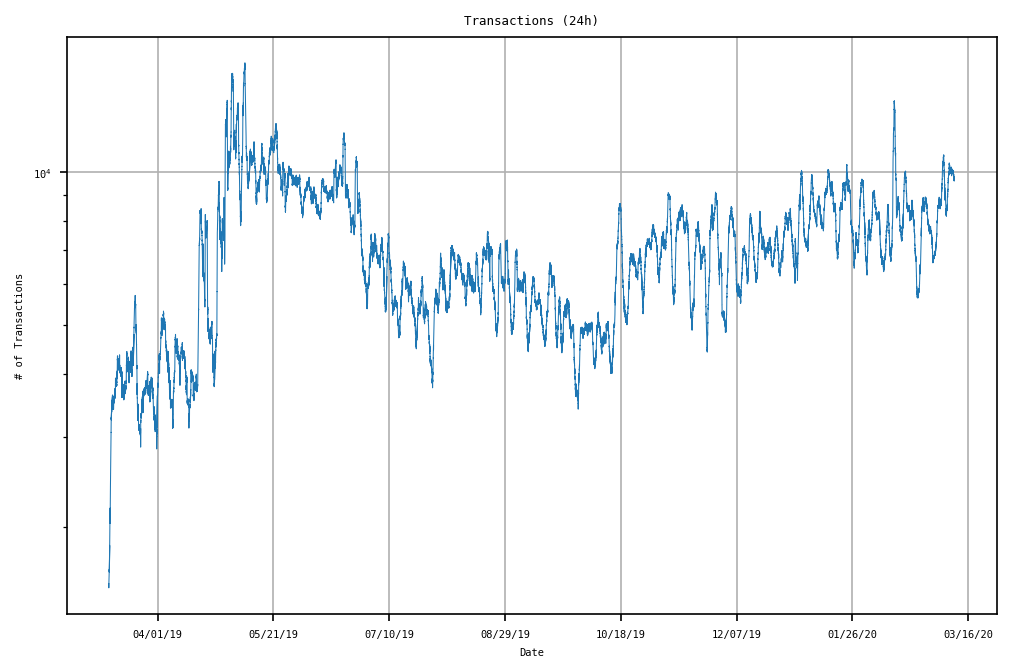 Transactions (24h)
10⁴
# of Transactions
04/01/19 05/21/19 07/10/19 08/29/19 10/18/19 12/07/19 01/26/20 03/16/20
Date